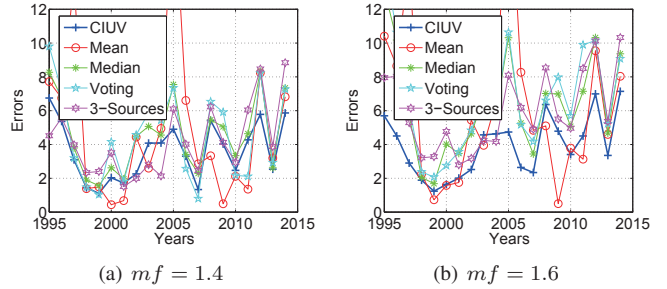 12
10
8
6
4
2
0
Errors
1995 2000 2005 2010 2015
Years
CIUV
Mean
Median
Voting
3−Sources
(a) mf = 1.4
12
10
8
6
4
2
0
Errors
1995 2000 2005 2010 2015
Years
CIUV
Mean
Median
Voting
3−Sources
(b) mf = 1.6